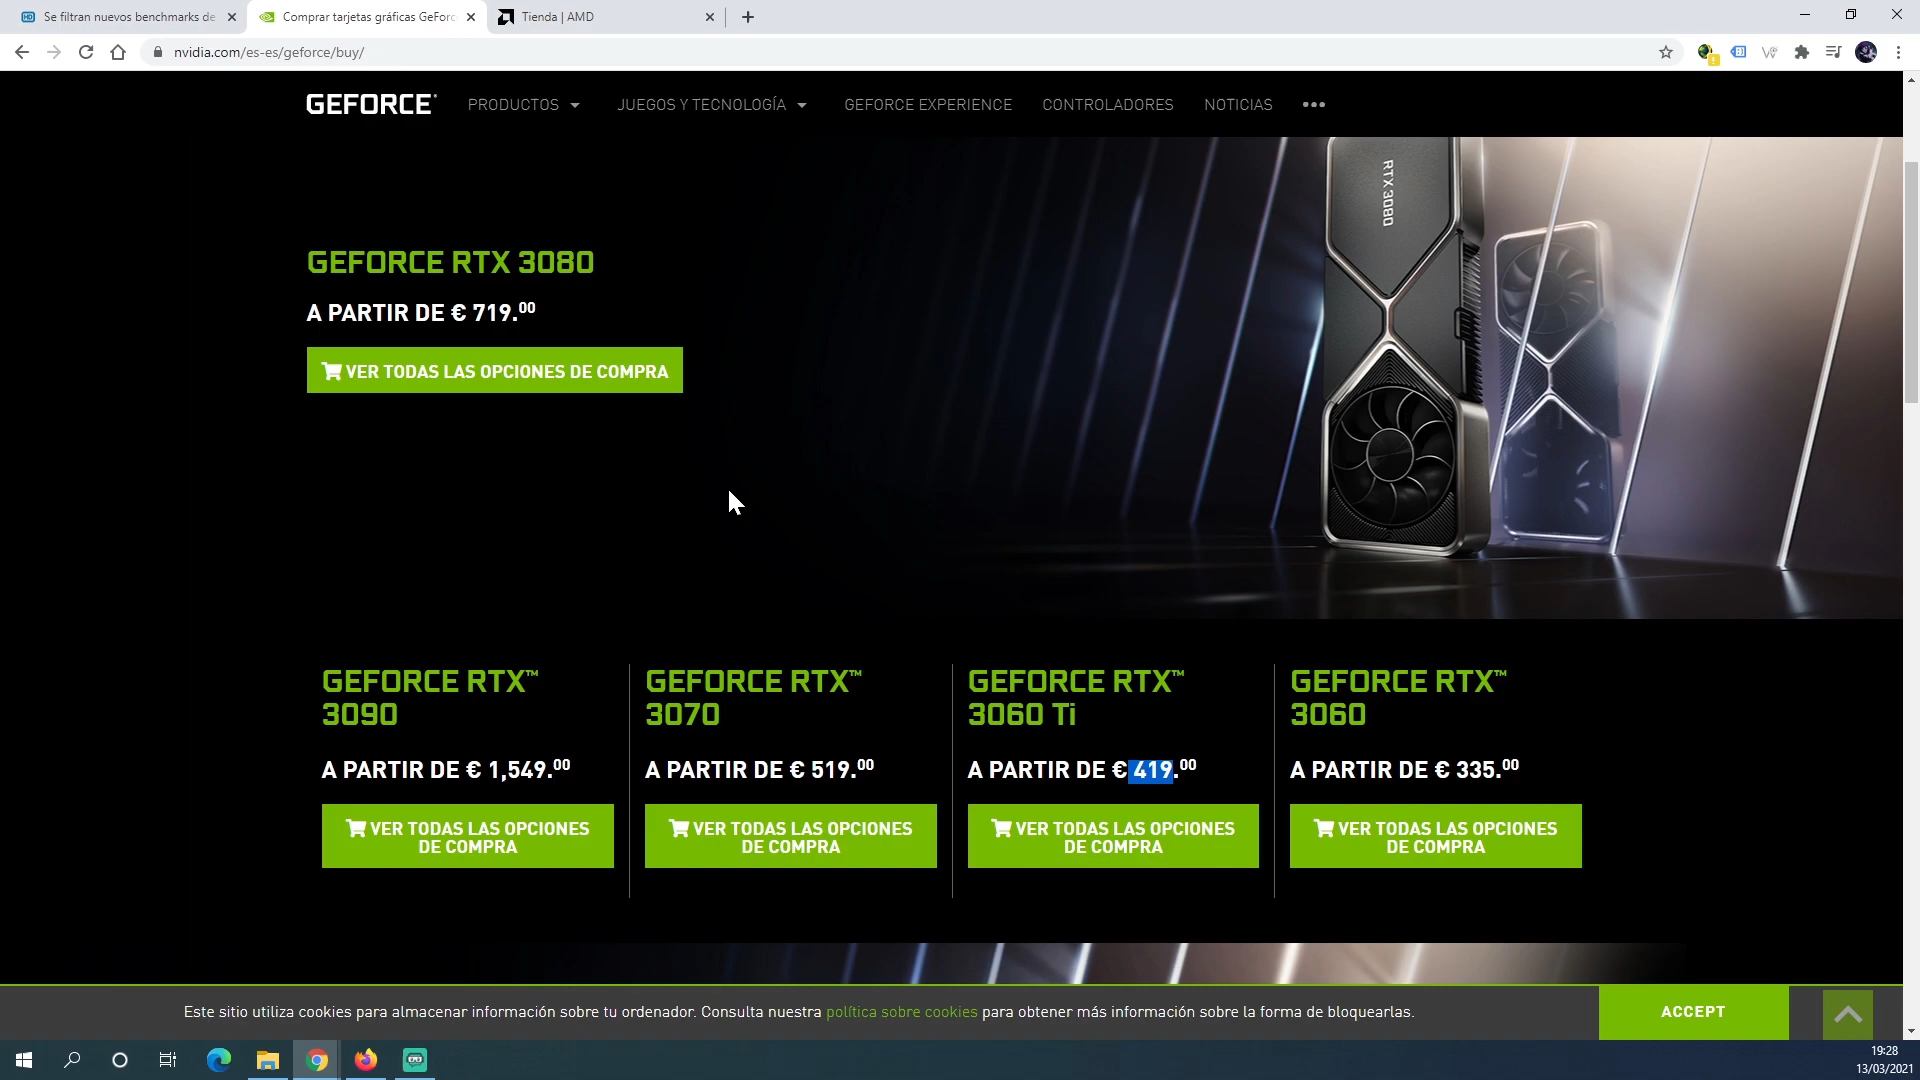 Se filtran nuevos benchmarks de
Comprar tarjetas gráficas GeForc
Tienda | AMD
nvidia.com/es-es/geforce/buy/
GEFORCE
PRODUCTOS
JUEGOS Y TECNOLOGÍA
GEFORCE EXPERIENCE
CONTROLADORES
NOTICIAS
RTX 3080
GEFORCE RTX 3080
A PARTIR DE € 719.00
VER TODAS LAS OPCIONES DE COMPRA
GEFORCE RTX™
3090
A PARTIR DE € 1,549.00
VER TODAS LAS OPCIONES
DE COMPRA
GEFORCE RTX™
3070
A PARTIR DE € 519.00
VER TODAS LAS OPCIONES
DE COMPRA
GEFORCE RTX™
3060 Ti
A PARTIR DE € 419.00
VER TODAS LAS OPCIONES
DE COMPRA
GEFORCE RTX™
3060
A PARTIR DE € 335.00
VER TODAS LAS OPCIONES
DE COMPRA
Este sitio utiliza cookies para almacenar información sobre tu ordenador. Consulta nuestra política sobre cookies para obtener más información sobre la forma de bloquearlas.
ACCEPT
19:28
13/03/2021